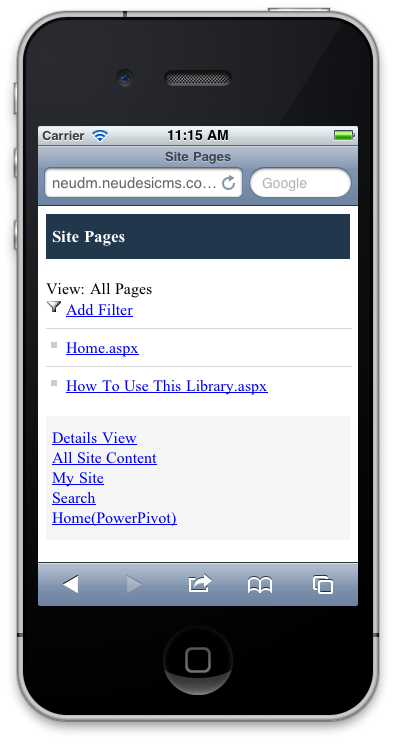 Carrier 11:15 AM
Site Pages
neudm.neudesicms.co... Google
Site Pages
View: All Pages
Add Filter
Home.aspx
How To Use This Library.aspx
Details View
All Site Content
My Site
Search
Home(PowerPivot)